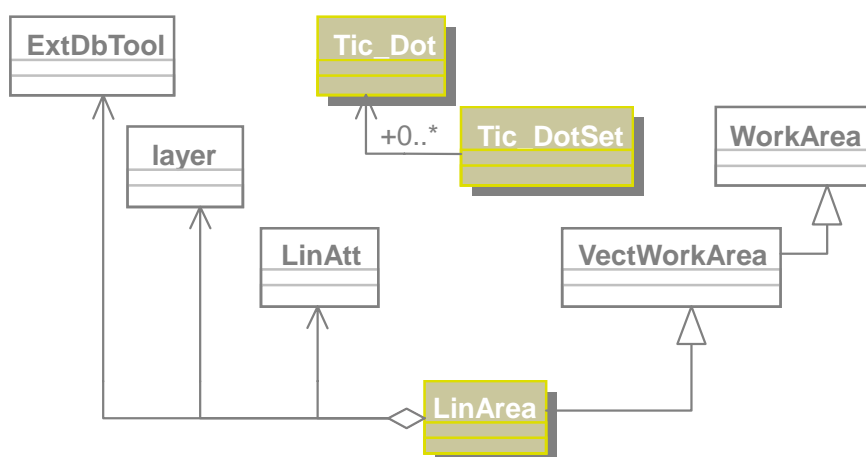 ExtDbTool
Tic_Dot
+0..*
Tic_DotSet
WorkArea
layer
LinAtt
VectWorkArea
LinArea